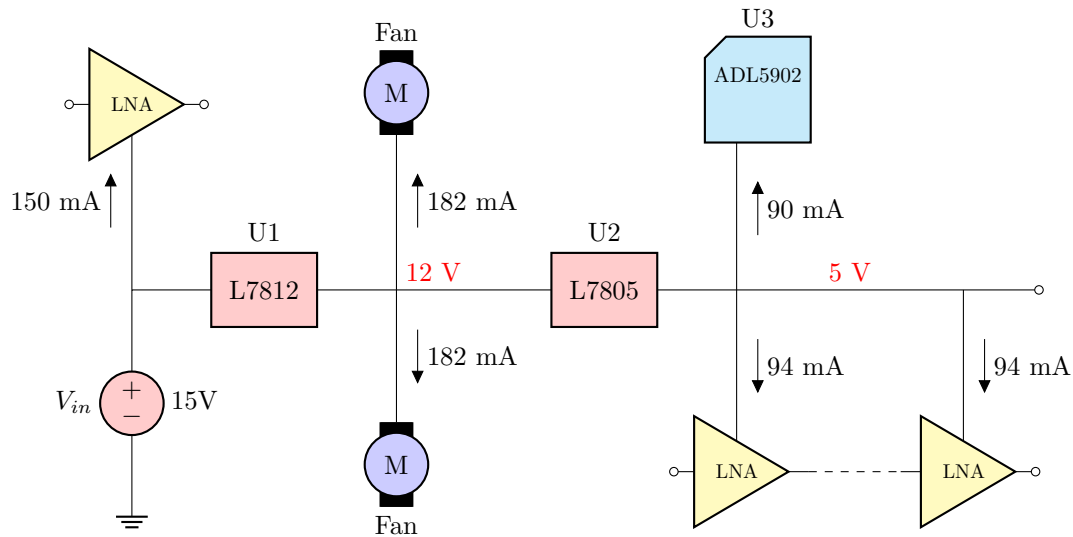 U3
Fan
ADL5902
LNA
M
150 mA
182 mA
90 mA
U1
U2
12 V
5 V
L7812
L7805
182 mA
94 mA
94 mA
V_in
+
−
15V
M
LNA
LNA
Fan